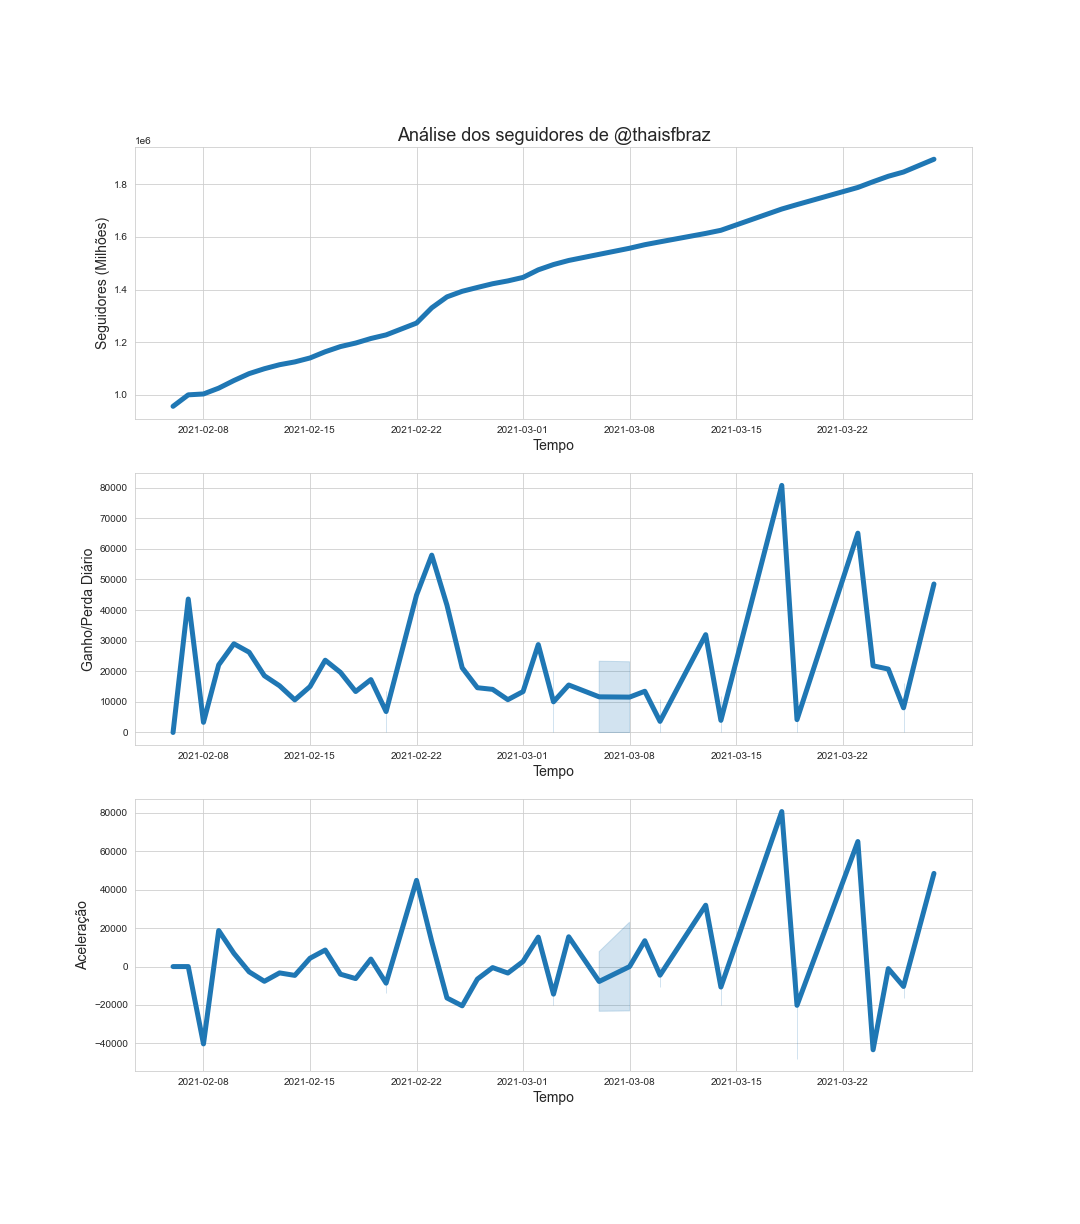 Análise dos seguidores de @thaisfbraz
1e6
1.8
1.6
1.4
1.2
1.0
Seguidores (Milhões)
2021-02-08 2021-02-15 2021-02-22 2021-03-01 2021-03-08 2021-03-15 2021-03-22
Tempo
80000
70000
60000
50000
40000
30000
20000
10000
0
Ganho/Perda Diário
2021-02-08 2021-02-15 2021-02-22 2021-03-01 2021-03-08 2021-03-15 2021-03-22
Tempo
80000
60000
40000
20000
0
−20000
−40000
Aceleração
2021-02-08 2021-02-15 2021-02-22 2021-03-01 2021-03-08 2021-03-15 2021-03-22
Tempo